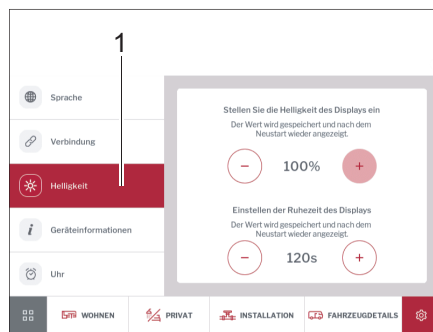 1
Sprache
Verbindung
Helligkeit
Geräteinformationen
Uhr
Stellen Sie die Helligkeit des Displays ein
Der Wert wird gespeichert und nach dem
Neustart wieder angezeigt.
− 100% +
Einstellen der Ruhezeit des Displays
Der Wert wird gespeichert und nach dem
Neustart wieder angezeigt.
− 120s +
WOHNEN PRIVAT INSTALLATION FAHRZEUGDETAILS